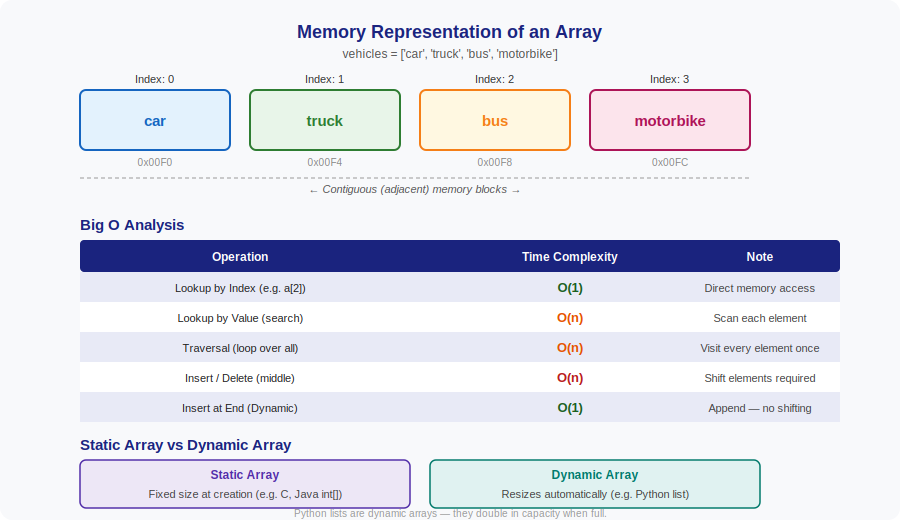 Memory Representation of an Array
vehicles = ['car', 'truck', 'bus', 'motorbike']
Index: 0 Index: 1 Index: 2 Index: 3
car truck bus motorbike
0x00F0 0x00F4 0x00F8 0x00FC
← Contiguous (adjacent) memory blocks →
Big O Analysis
Operation Time Complexity Note
Lookup by Index (e.g. a[2]) O(1) Direct memory access
Lookup by Value (search) O(n) Scan each element
Traversal (loop over all) O(n) Visit every element once
Insert / Delete (middle) O(n) Shift elements required
Insert at End (Dynamic) O(1) Append — no shifting
Static Array vs Dynamic Array
Static Array Dynamic Array
Fixed size at creation (e.g. C, Java int[]) Resizes automatically (e.g. Python list)
Python lists are dynamic arrays — they double in capacity when full.